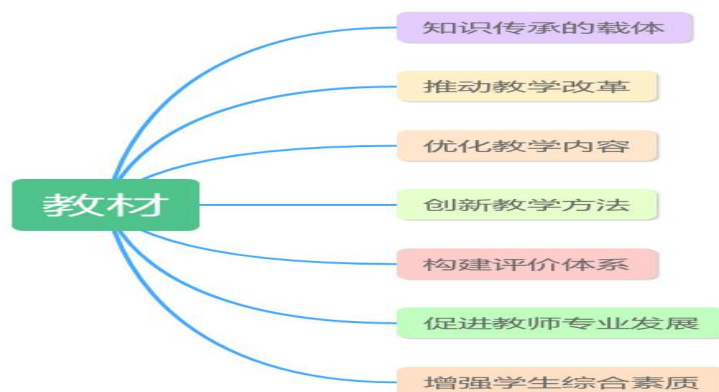 知识传承的载体
推动教学改革
优化教学内容
教材
创新教学方法
构建评价体系
促进教师专业发展
增强学生综合素质